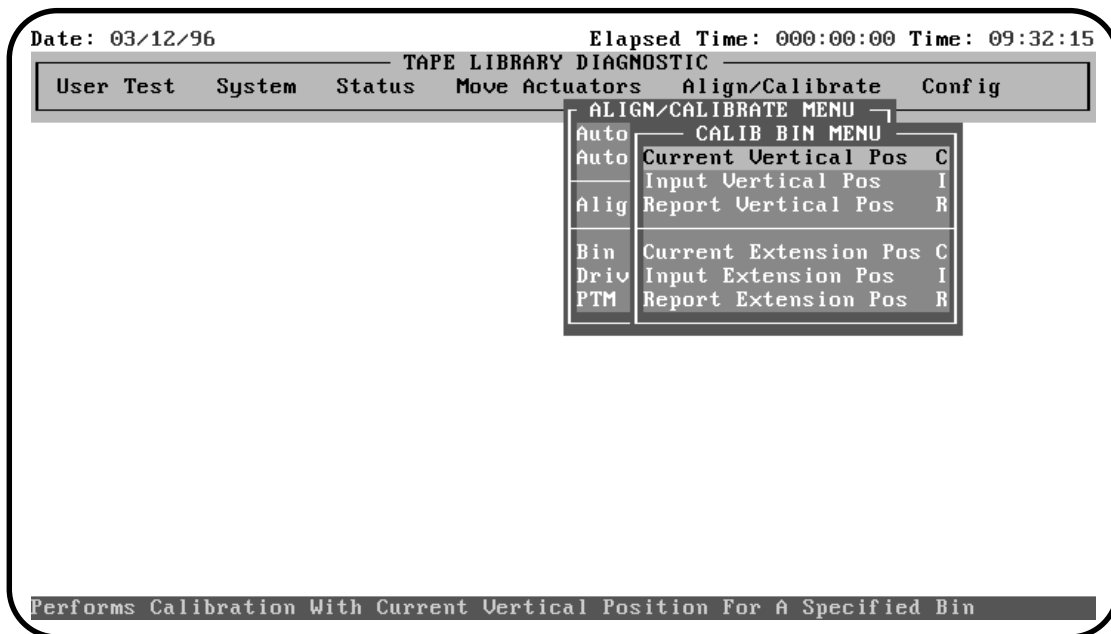 Date: 03/12/96 Elapsed Time: 000:00:00 Time: 09:32:15
TAPE LIBRARY DIAGNOSTIC
User Test System Status Move Actuators Align/Calibrate Config
ALIGN/CALIBRATE MENU
Auto CALIB BIN MENU
Auto Current Vertical Pos C
Input Vertical Pos I
Alig Report Vertical Pos R
Bin Current Extension Pos C
Driv Input Extension Pos I
PTM Report Extension Pos R
Performs Calibration With Current Vertical Position For A Specified Bin